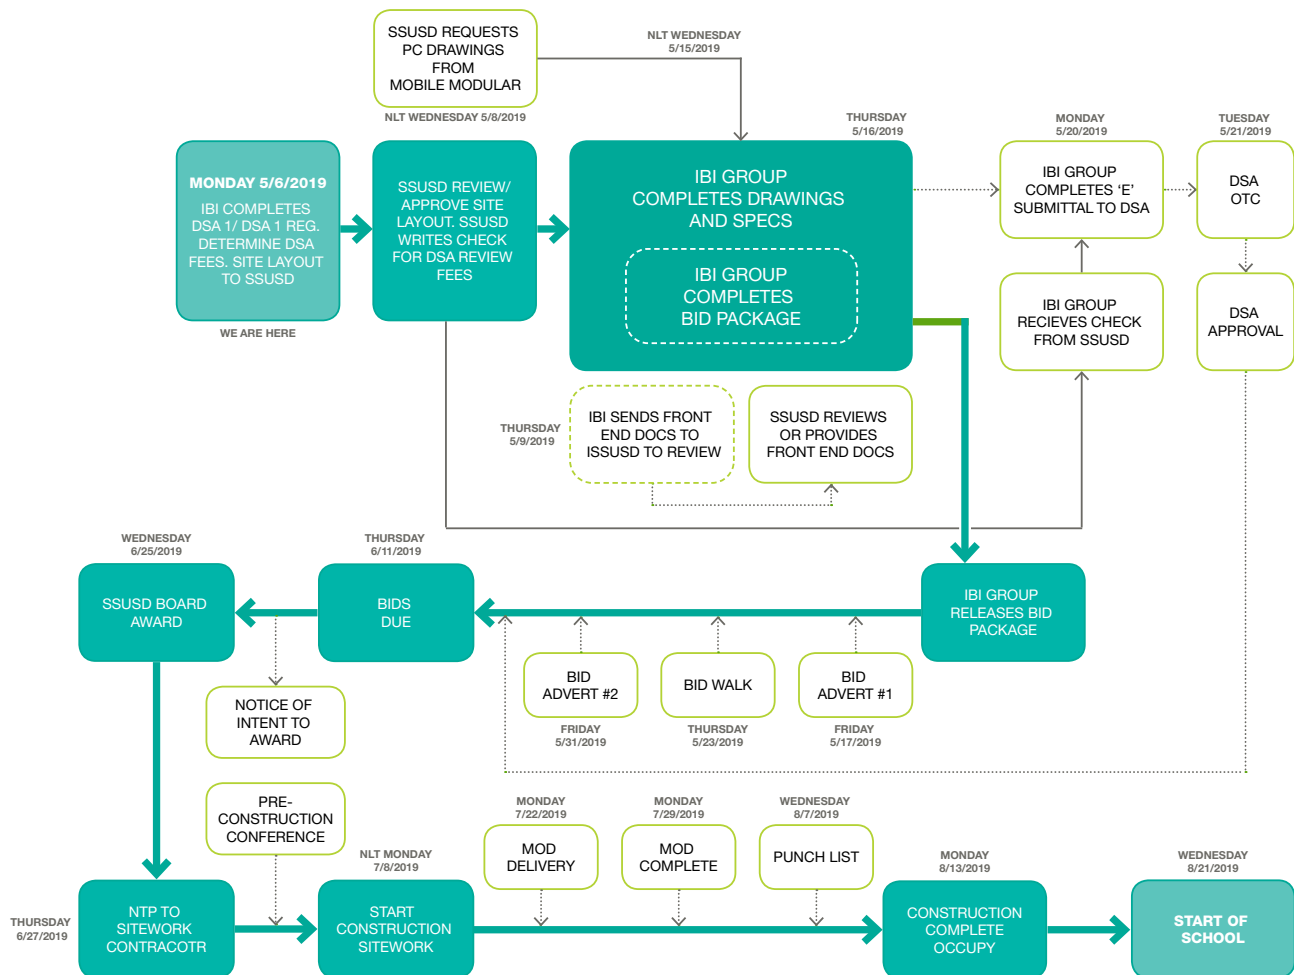 SSUSD REQUESTS
PC DRAWINGS
FROM
MOBILE MODULAR
NLT WEDNESDAY 5/8/2019
NLT WEDNESDAY
5/15/2019
MONDAY 5/6/2019
IBI COMPLETES
DSA 1/ DSA 1 REG.
DETERMINE DSA
FEES. SITE LAYOUT
TO SSUSD
WE ARE HERE
SSUSD REVIEW/
APPROVE SITE
LAYOUT. SSUSD
WRITES CHECK
FOR DSA REVIEW
FEES
THURSDAY
5/16/2019
IBI GROUP
COMPLETES DRAWINGS
AND SPECS
IBI GROUP
COMPLETES
BID PACKAGE
MONDAY
5/20/2019
IBI GROUP
COMPLETES ‘E’
SUBMITTAL TO DSA
TUESDAY
5/21/2019
DSA
OTC
IBI GROUP
RECIEVES CHECK
FROM SSUSD
DSA
APPROVAL
THURSDAY
5/9/2019
IBI SENDS FRONT
END DOCS TO
ISSUSD TO REVIEW
SSUSD REVIEWS
OR PROVIDES
FRONT END DOCS
WEDNESDAY
6/25/2019
SSUSD BOARD
AWARD
THURSDAY
6/11/2019
BIDS
DUE
IBI GROUP
RELEASES BID
PACKAGE
NOTICE OF
INTENT TO
AWARD
BID
ADVERT #2
FRIDAY
5/31/2019
BID WALK
THURSDAY
5/23/2019
BID
ADVERT #1
FRIDAY
5/17/2019
PRE-
CONSTRUCTION
CONFERENCE
THURSDAY
6/27/2019
NTP TO
SITEWORK
CONTRACOTR
NLT MONDAY
7/8/2019
START
CONSTRUCTION
SITEWORK
MONDAY
7/22/2019
MOD
DELIVERY
MONDAY
7/29/2019
MOD
COMPLETE
WEDNESDAY
8/7/2019
PUNCH LIST
MONDAY
8/13/2019
CONSTRUCTION
COMPLETE
OCCUPY
WEDNESDAY
8/21/2019
START OF
SCHOOL